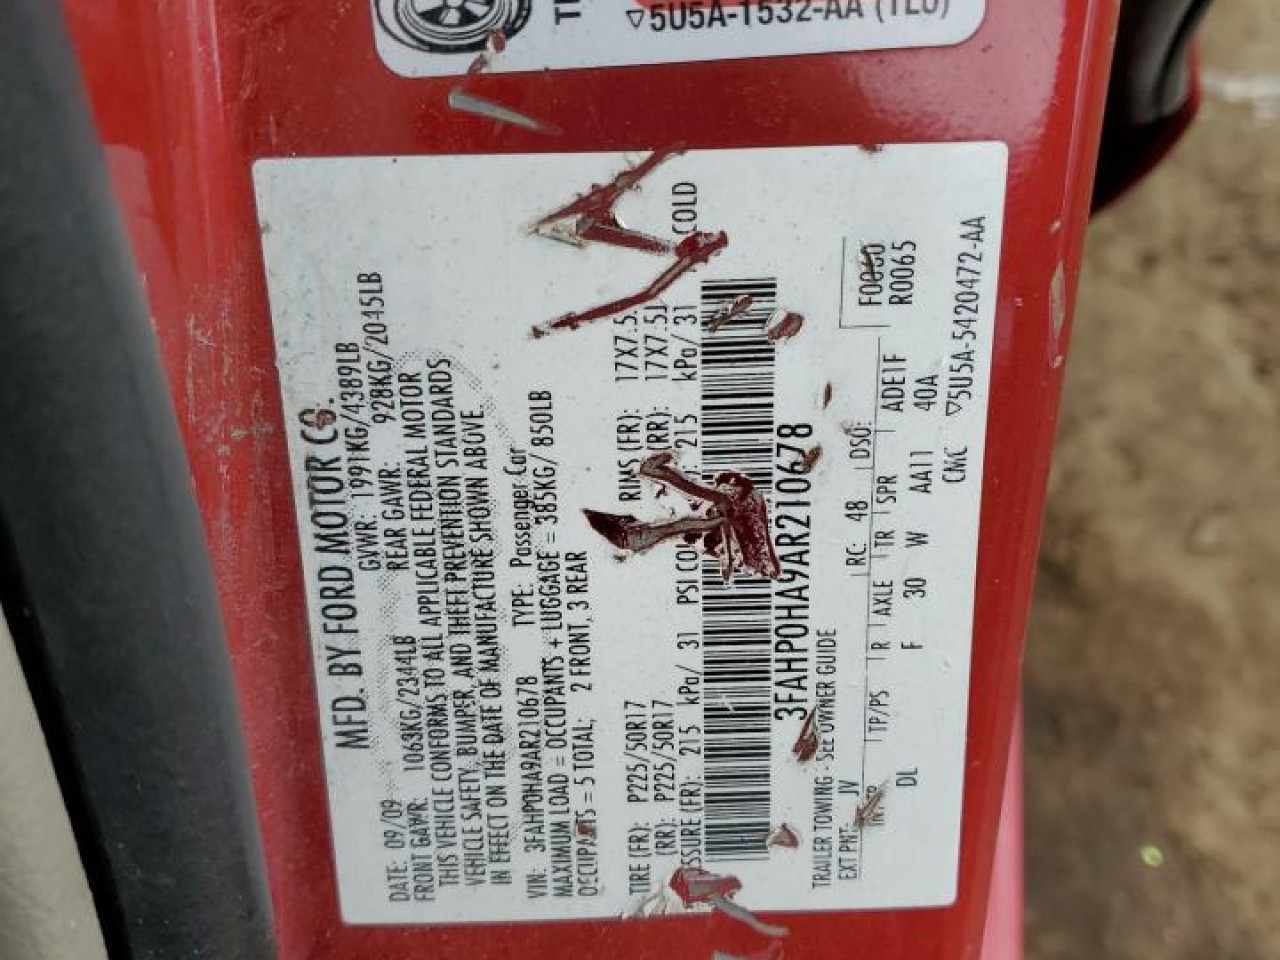 5U5A-1532-AA (TEU)
MFD. BY FORD MOTOR CO.
DATE: 09/09 GVWR: 1991KG/4389LB
FRONT GAWR: 1063KG/2344LB REAR GAWR: 928KG/2045LB
THIS VEHICLE CONFORMS TO ALL APPLICABLE FEDERAL MOTOR
VEHICLE SAFETY, BUMPER, AND THEFT PREVENTION STANDARDS
IN EFFECT ON THE DATE OF MANUFACTURE SHOWN ABOVE.
VIN: 3FAHP0HA9AR210678 TYPE: Passenger Car
MAXIMUM LOAD = OCCUPANTS + LUGGAGE = 385KG/ 850LB
OCCUPANTS = 5 TOTAL; 2 FRONT, 3 REAR
TIRE (FR): P225/50R17 RIMS (FR): 17X7.5
(RR): P225/50R17 (RR): 17X7.5
(FR): 215 kPa/ 31 PSI 215 kPa/ 31 COLD
3FAHP0HA9AR210678
TRAILER TOWING - SEE OWNER GUIDE
EXT PNT: JV RC: 48 DSO: R0065
TP/PS R AXLE TR SPR ADE1F
DL F 30 W AA11 40A
CMC 5U5A-5420472-AA